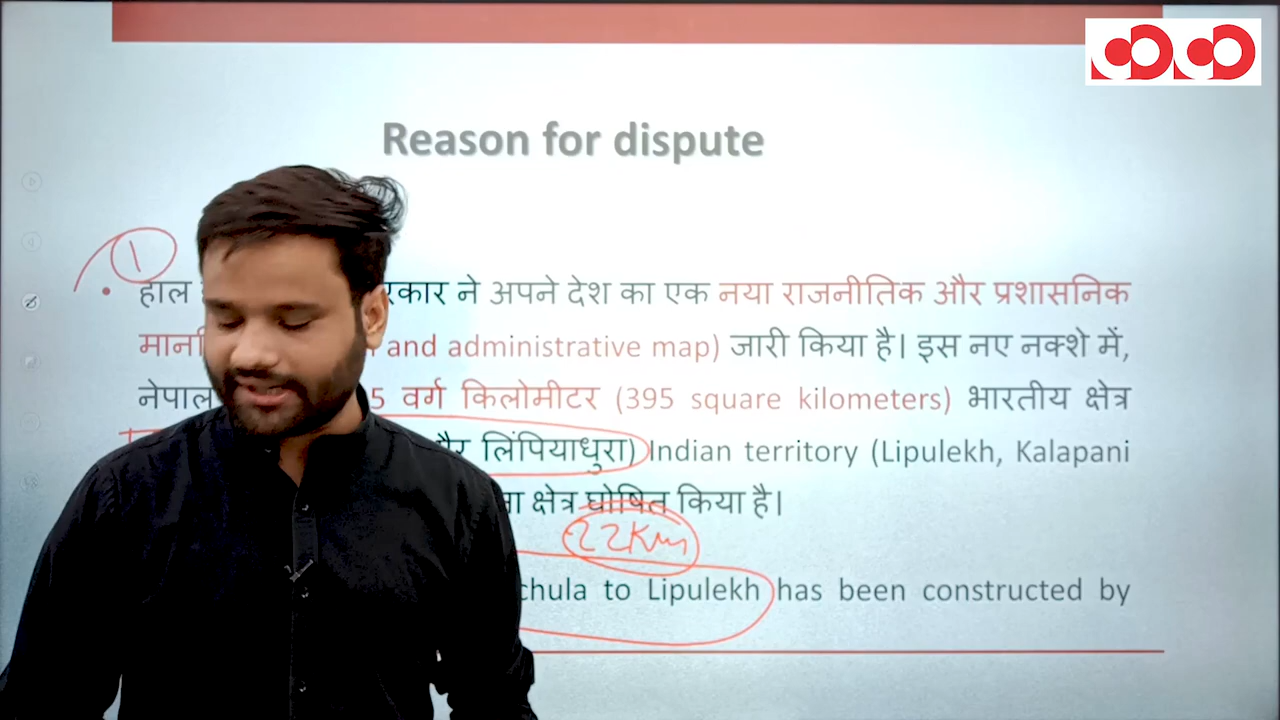 Reason for dispute
1
हाल रकार ने अपने देश का एक नया राजनीतिक और प्रशासनिक
and administrative map) जारी किया है। इस नए नक्शे में,
नेपाल 5 वर्ग किलोमीटर (395 square kilometers) भारतीय क्षेत्र
लिंपियाधुरा) Indian territory (Lipulekh, Kalapani
क्षेत्र घोषित किया है।
22Km
chula to Lipulekh has been constructed by